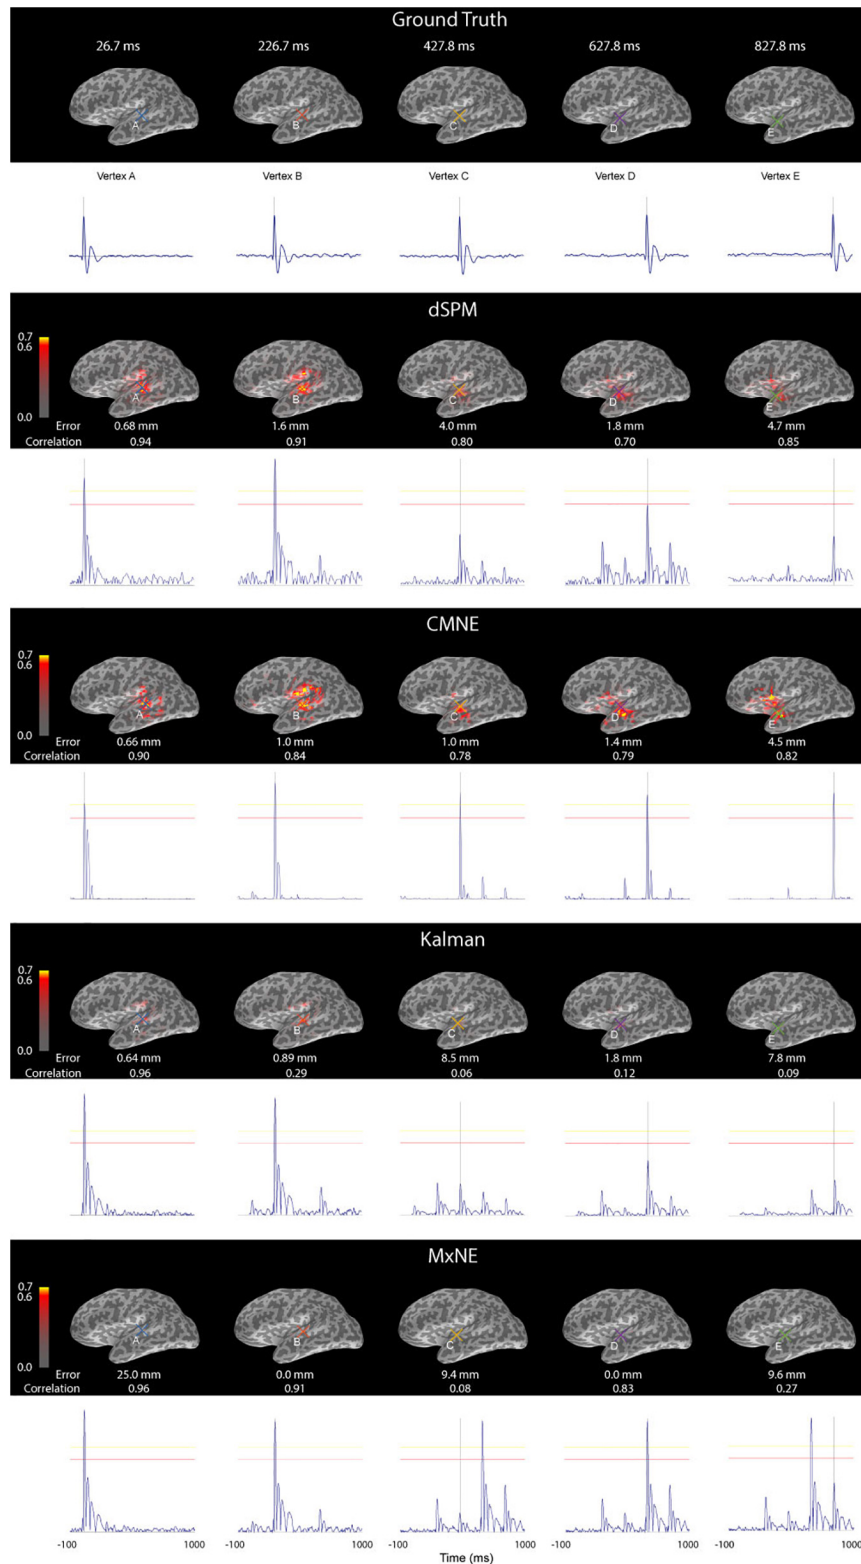 Ground Truth
26.7 ms 226.7 ms 427.8 ms 627.8 ms 827.8 ms
A B C D E
Vertex A Vertex B Vertex C Vertex D Vertex E
dSPM
0.7
0.6
A B C D E
0.0
Error 0.68 mm 1.6 mm 4.0 mm 1.8 mm 4.7 mm
Correlation 0.94 0.91 0.80 0.70 0.85
CMNE
0.7
0.6
A B C D E
0.0
Error 0.66 mm 1.0 mm 1.0 mm 1.4 mm 4.5 mm
Correlation 0.90 0.84 0.78 0.79 0.82
Kalman
0.7
0.6
A B C D E
0.0
Error 0.64 mm 0.89 mm 8.5 mm 1.8 mm 7.8 mm
Correlation 0.96 0.29 0.06 0.12 0.09
MxNE
0.7
0.6
A B C D E
0.0
Error 25.0 mm 0.0 mm 9.4 mm 0.0 mm 9.6 mm
Correlation 0.96 0.91 0.08 0.83 0.27
-100 1000 -100 1000 -100 1000 -100 1000 -100 1000
Time (ms)